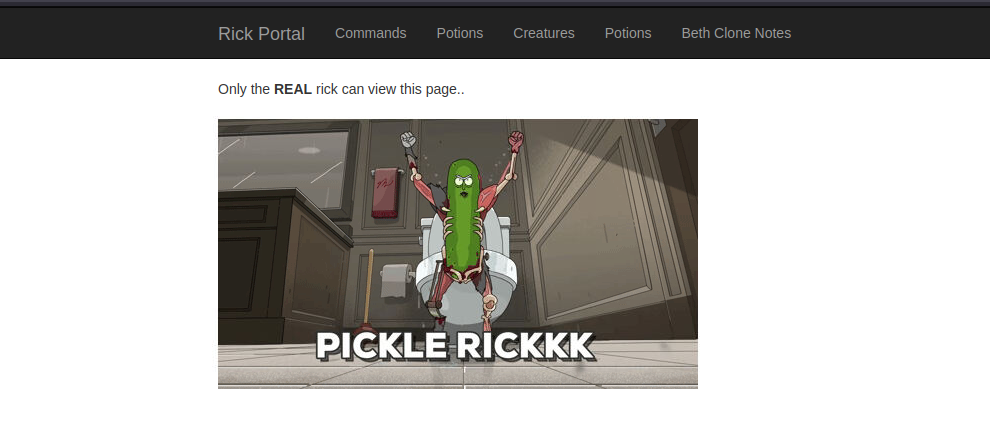 Rick Portal Commands Potions Creatures Potions Beth Clone Notes
Only the REAL rick can view this page..
PICKLE RICKKK